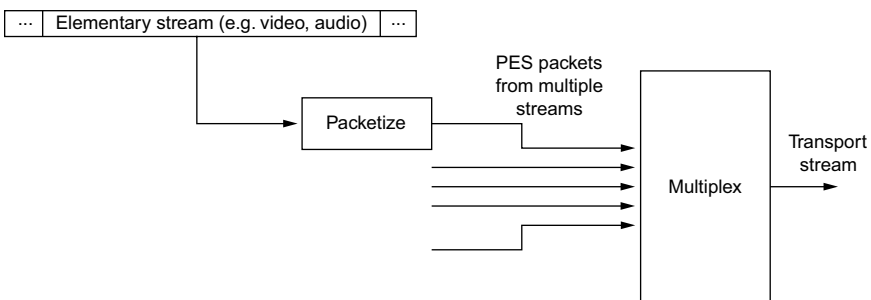 ... Elementary stream (e.g. video, audio) ...
PES packets
from multiple
streams
Packetize
Transport
stream
Multiplex